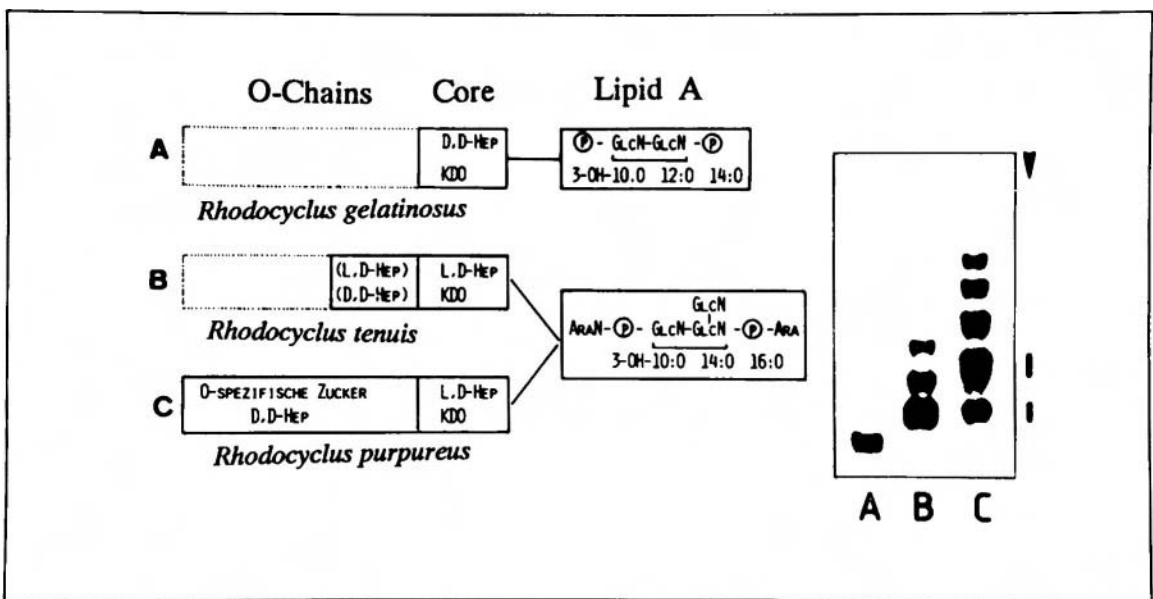 O-Chains Core Lipid A
A
D.D-HEP
KDO
Ⓟ - GLCN-GLCN - Ⓟ
3-OH-10.0 12:0 14:0
Rhodocyclus gelatinosus
B
(L.D-HEP)
(D.D-HEP)
L.D-HEP
KDO
Rhodocyclus tenuis
GLCN
ARAN-Ⓟ - GLCN-GLCN - Ⓟ -ARA
3-OH-10:0 14:0 16:0
C
O-SPEZIFISCHE ZUCKER
D.D-HEP
L.D-HEP
KDO
Rhodocyclus purpureus
A B C